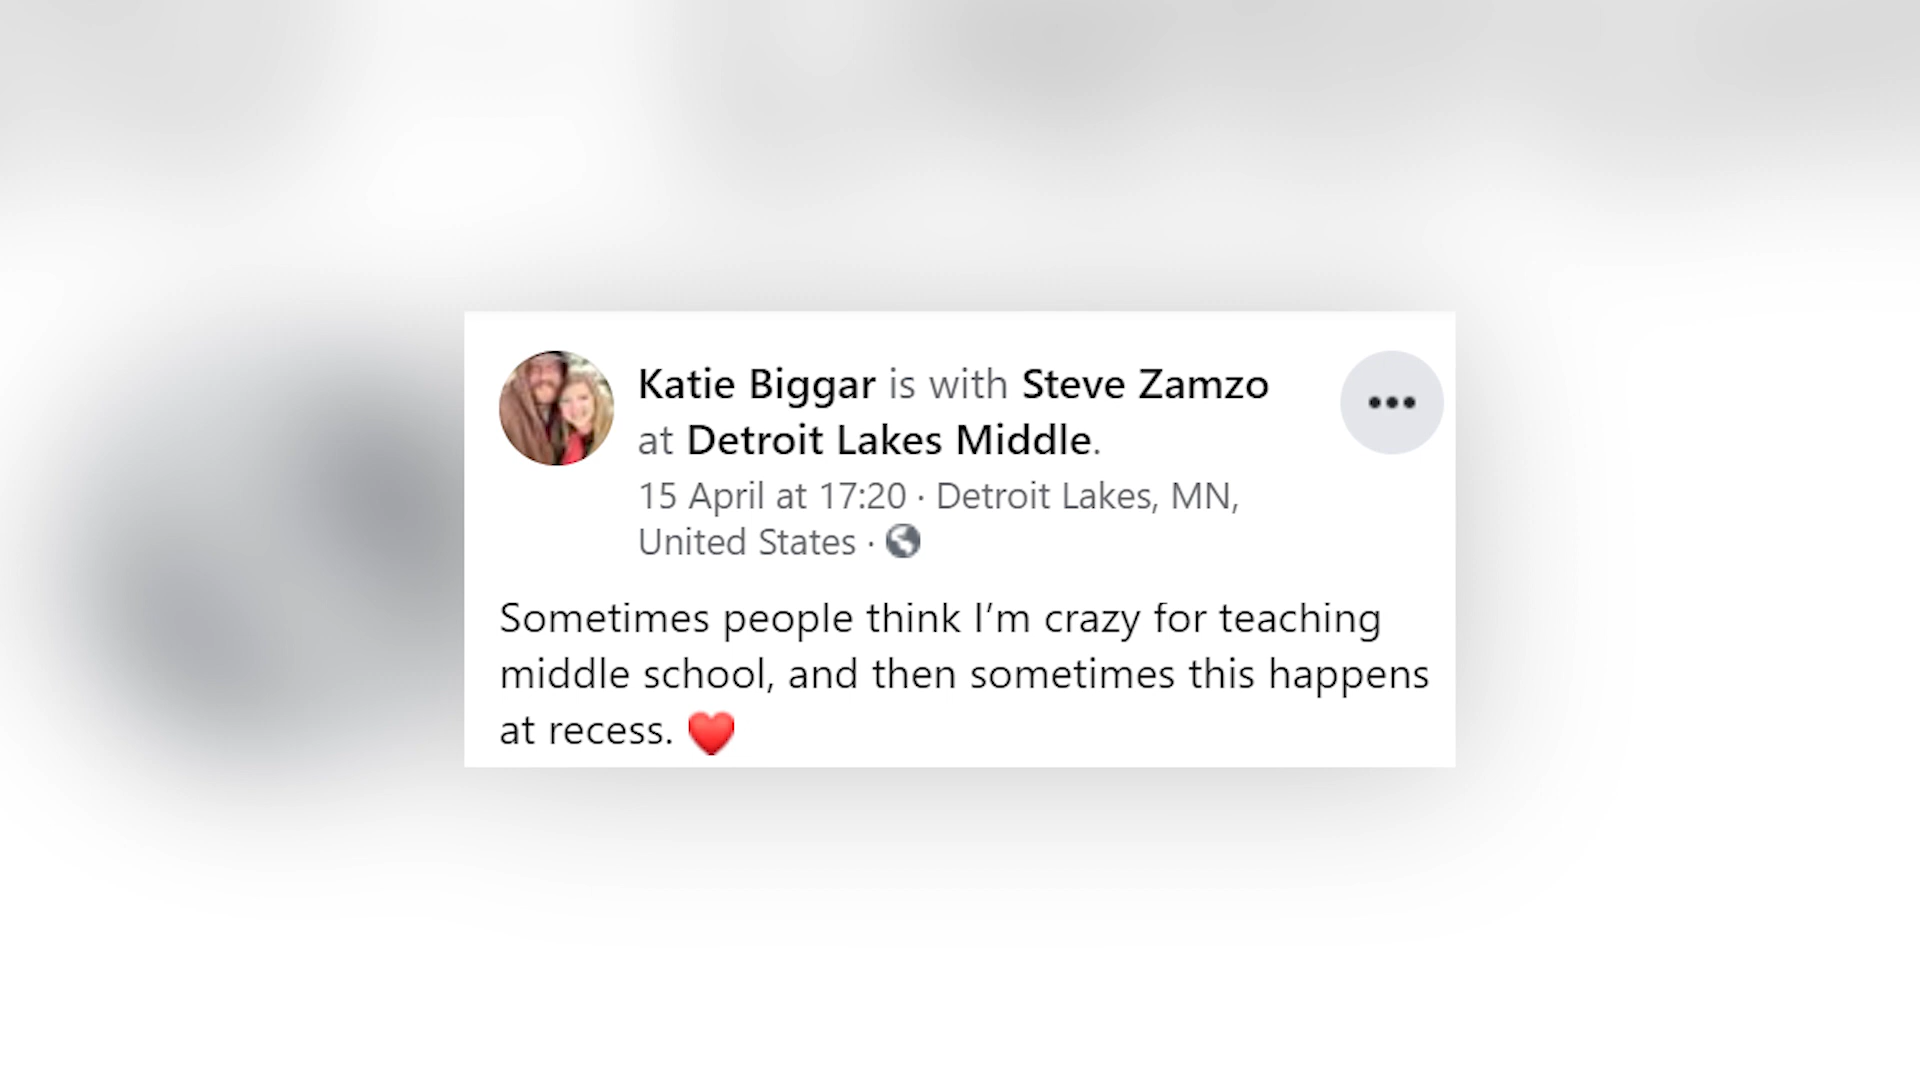 Katie Biggar is with Steve Zamzo
at Detroit Lakes Middle.
15 April at 17:20 · Detroit Lakes, MN,
United States ·
Sometimes people think I’m crazy for teaching
middle school, and then sometimes this happens
at recess. ❤️